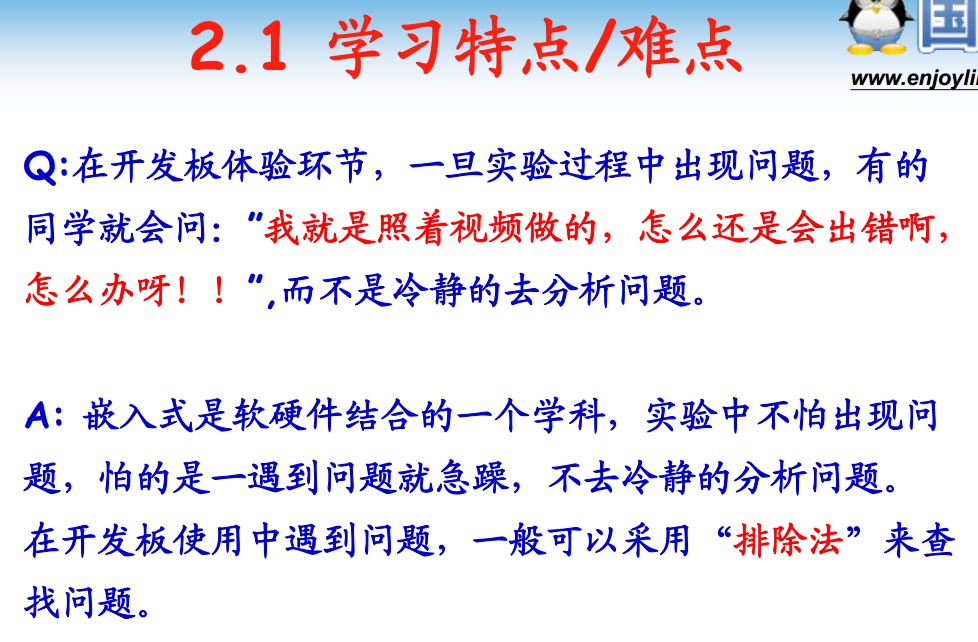 2.1 学习特点/难点
国
www.enjoyli
Q:在开发板体验环节，一旦实验过程中出现问题，有的
同学就会问：”我就是照着视频做的，怎么还是会出错啊，
怎么办呀！！”,而不是冷静的去分析问题。
A: 嵌入式是软硬件结合的一个学科，实验中不怕出现问
题，怕的是一遇到问题就急躁，不去冷静的分析问题。
在开发板使用中遇到问题，一般可以采用“排除法”来查
找问题。